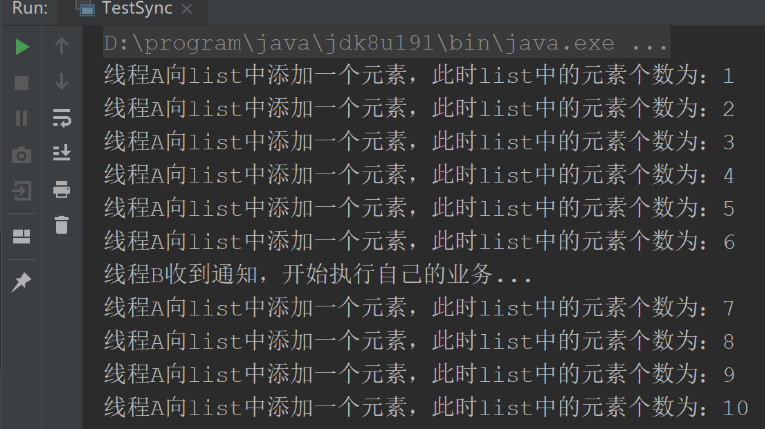 Run: TestSync ×
D:\program\java\jdk8u191\bin\java.exe ...
线程A向list中添加一个元素，此时list中的元素个数为：1
线程A向list中添加一个元素，此时list中的元素个数为：2
线程A向list中添加一个元素，此时list中的元素个数为：3
线程A向list中添加一个元素，此时list中的元素个数为：4
线程A向list中添加一个元素，此时list中的元素个数为：5
线程A向list中添加一个元素，此时list中的元素个数为：6
线程B收到通知，开始执行自己的业务...
线程A向list中添加一个元素，此时list中的元素个数为：7
线程A向list中添加一个元素，此时list中的元素个数为：8
线程A向list中添加一个元素，此时list中的元素个数为：9
线程A向list中添加一个元素，此时list中的元素个数为：10